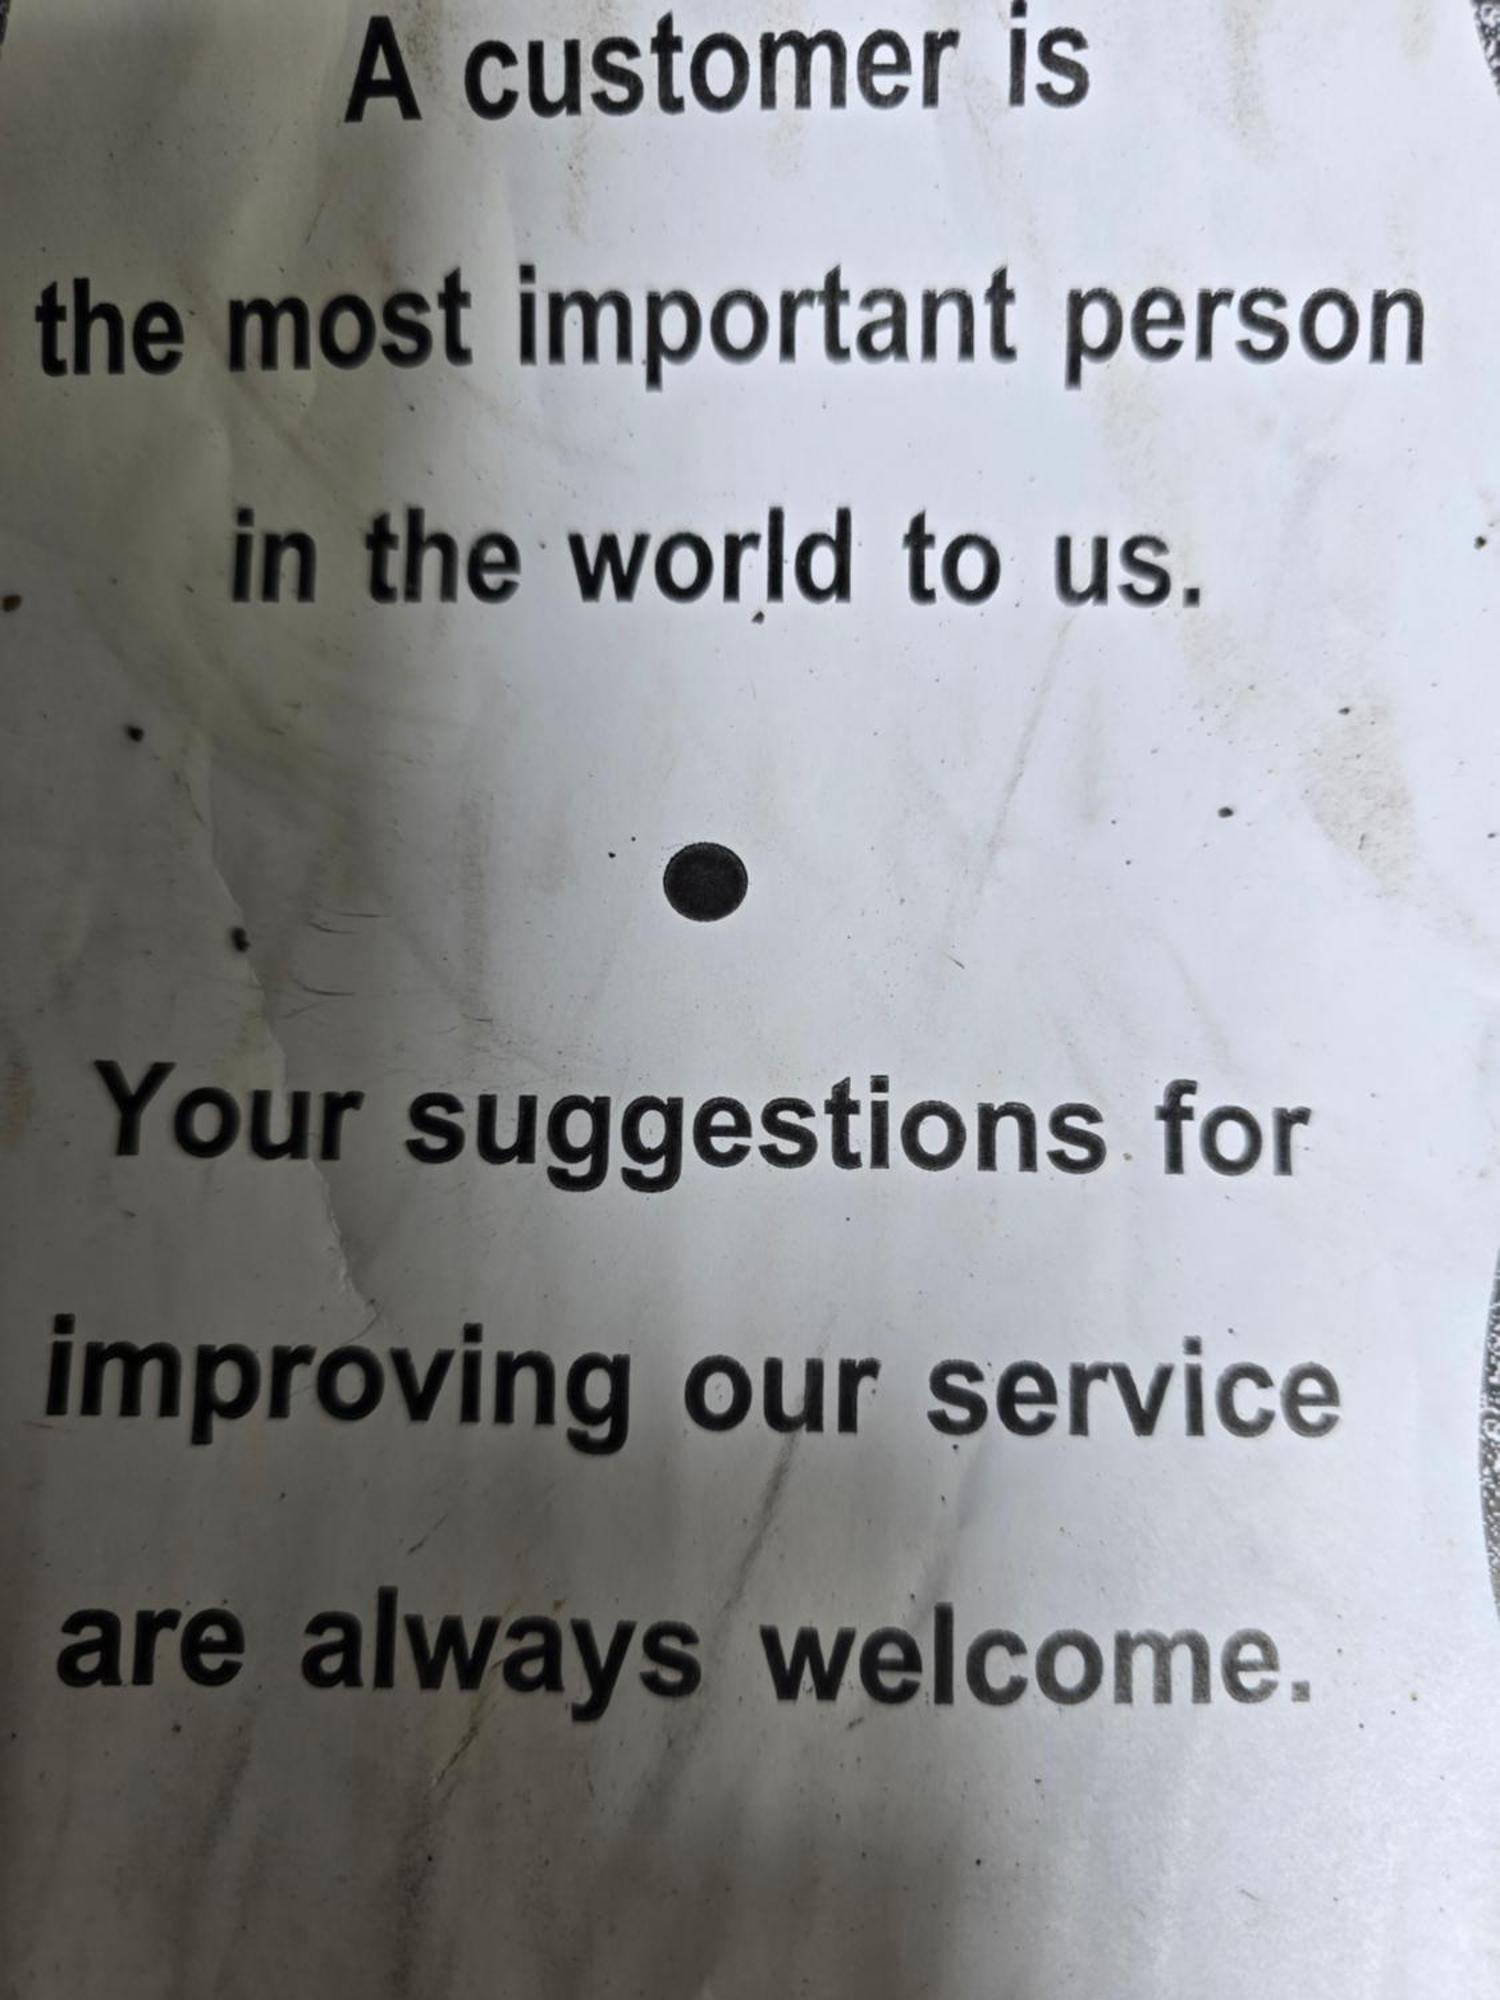 A customer is
the most important person
in the world to us.
●
Your suggestions for
improving our service
are always welcome.